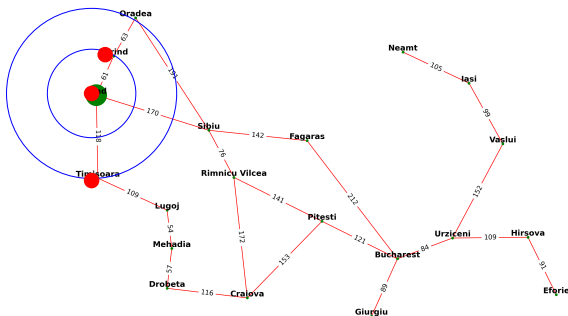 Oradea
63
Neamt
rind
105
61
Iasi
170
99
118
Sibiu
142
Fagaras
Vaslui
76
Timisoara
Rimnicu Vilcea
109
141
212
152
Lugoj
54
Pitesti
172
121
Urziceni
109
Hirsova
Mehadia
84
Bucharest
57
153
91
Drobeta
116
Craiova
89
Eforie
Giurgiu